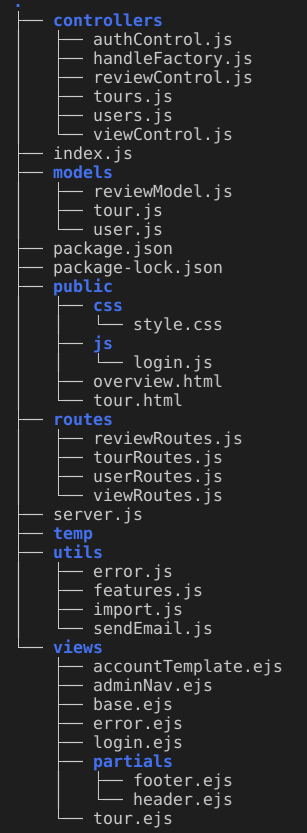 .
├── controllers
│   ├── authControl.js
│   ├── handleFactory.js
│   ├── reviewControl.js
│   ├── tours.js
│   ├── users.js
│   └── viewControl.js
├── index.js
├── models
│   ├── reviewModel.js
│   ├── tour.js
│   └── user.js
├── package.json
├── package-lock.json
├── public
│   ├── css
│   │   └── style.css
│   ├── js
│   │   └── login.js
│   ├── overview.html
│   └── tour.html
├── routes
│   ├── reviewRoutes.js
│   ├── tourRoutes.js
│   ├── userRoutes.js
│   └── viewRoutes.js
├── server.js
├── temp
├── utils
│   ├── error.js
│   ├── features.js
│   ├── import.js
│   └── sendEmail.js
└── views
    ├── accountTemplate.ejs
    ├── adminNav.ejs
    ├── base.ejs
    ├── error.ejs
    ├── login.ejs
    ├── partials
    │   ├── footer.ejs
    │   └── header.ejs
    └── tour.ejs